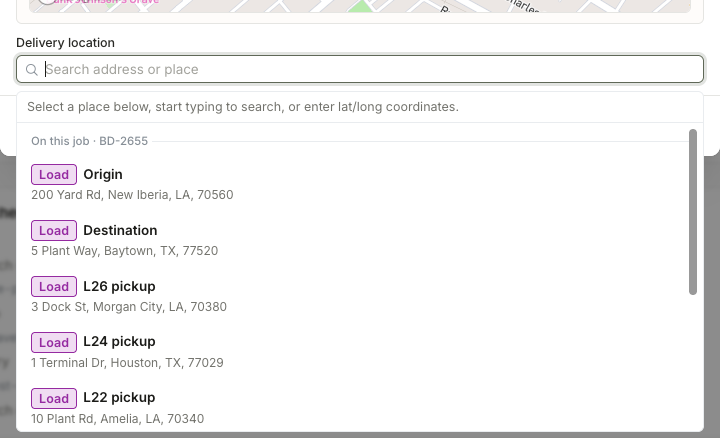 Delivery location
Search address or place
Select a place below, start typing to search, or enter lat/long coordinates.
On this job · BD-2655
Load Origin
200 Yard Rd, New Iberia, LA, 70560
Load Destination
5 Plant Way, Baytown, TX, 77520
Load L26 pickup
3 Dock St, Morgan City, LA, 70380
Load L24 pickup
1 Terminal Dr, Houston, TX, 77029
Load L22 pickup
10 Plant Rd, Amelia, LA, 70340